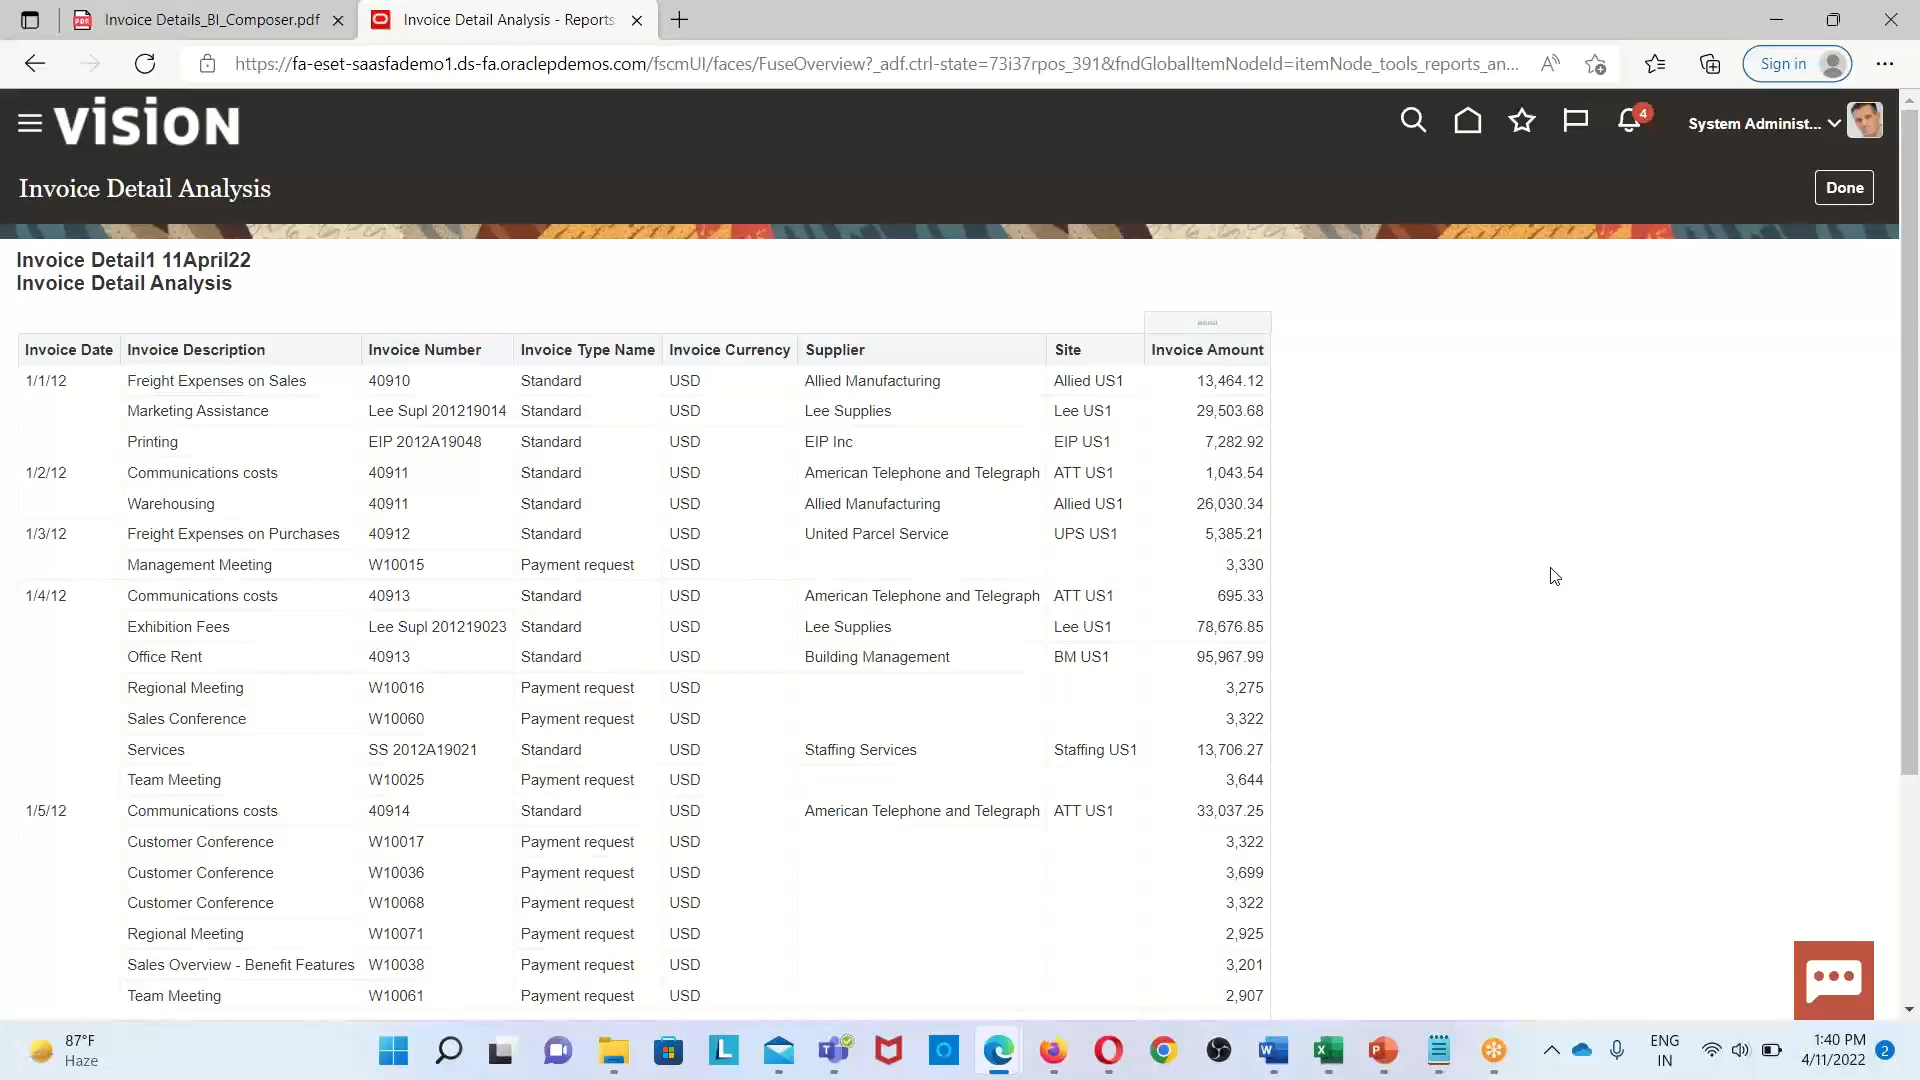 Invoice Details_BI_Composer.pdf
Invoice Detail Analysis - Reports
https://fa-eset-saasfademo1.ds-fa.oraclepdemos.com/fscmUI/faces/FuseOverview?_adf.ctrl-state=73i37rpos_391&fndGlobalItemNodeId=itemNode_tools_reports_an...
Sign in
vision
4
System Administ...
Invoice Detail Analysis
Done
Invoice Detail1 11April22
Invoice Detail Analysis
Invoice Date Invoice Description Invoice Number Invoice Type Name Invoice Currency Supplier Site Invoice Amount
1/1/12 Freight Expenses on Sales 40910 Standard USD Allied Manufacturing Allied US1 13,464.12
Marketing Assistance Lee Supl 201219014 Standard USD Lee Supplies Lee US1 29,503.68
Printing EIP 2012A19048 Standard USD EIP Inc EIP US1 7,282.92
1/2/12 Communications costs 40911 Standard USD American Telephone and Telegraph ATT US1 1,043.54
Warehousing 40911 Standard USD Allied Manufacturing Allied US1 26,030.34
1/3/12 Freight Expenses on Purchases 40912 Standard USD United Parcel Service UPS US1 5,385.21
Management Meeting W10015 Payment request USD 3,330
1/4/12 Communications costs 40913 Standard USD American Telephone and Telegraph ATT US1 695.33
Exhibition Fees Lee Supl 201219023 Standard USD Lee Supplies Lee US1 78,676.85
Office Rent 40913 Standard USD Building Management BM US1 95,967.99
Regional Meeting W10016 Payment request USD 3,275
Sales Conference W10060 Payment request USD 3,322
Services SS 2012A19021 Standard USD Staffing Services Staffing US1 13,706.27
Team Meeting W10025 Payment request USD 3,644
1/5/12 Communications costs 40914 Standard USD American Telephone and Telegraph ATT US1 33,037.25
Customer Conference W10017 Payment request USD 3,322
Customer Conference W10036 Payment request USD 3,699
Customer Conference W10068 Payment request USD 3,322
Regional Meeting W10071 Payment request USD 2,925
Sales Overview - Benefit Features W10038 Payment request USD 3,201
Team Meeting W10061 Payment request USD 2,907
87°F
Haze
ENG
IN
1:40 PM
4/11/2022
2